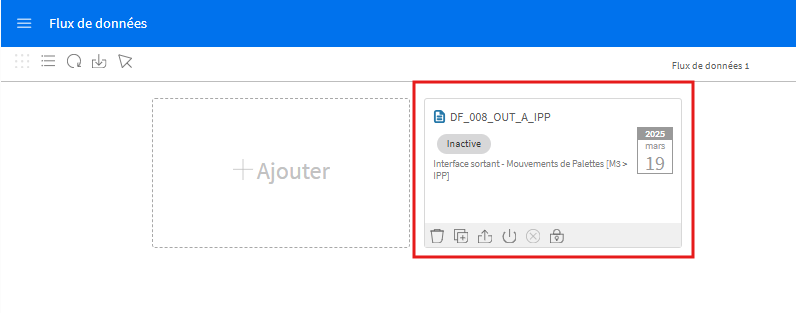 Flux de données
Flux de données 1
Ajouter
DF_008_OUT_A_IPP
Inactive
2025
mars
19
Interface sortant - Mouvements de Palettes [M3 >
IPP]